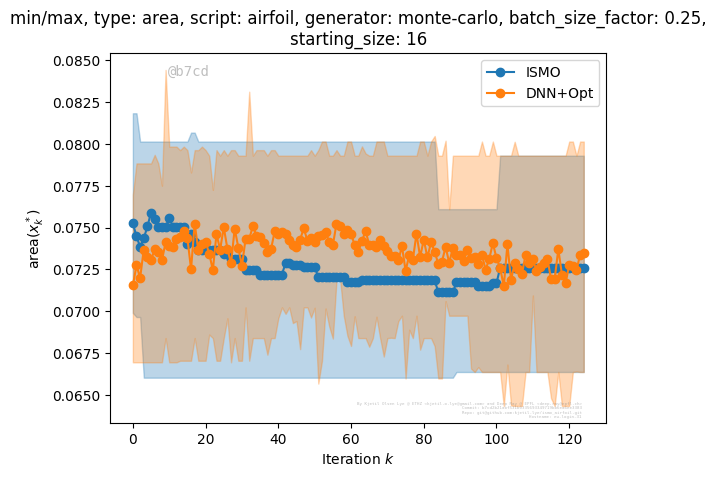 min/max, type: area, script: airfoil, generator: monte-carlo, batch_size_factor: 0.25,
starting_size: 16
@b7cd
ISMO
DNN+Opt
0.0850
0.0825
0.0800
0.0775
0.0750
0.0725
0.0700
0.0675
0.0650
area(x_k^*)
0 20 40 60 80 100 120
Iteration k